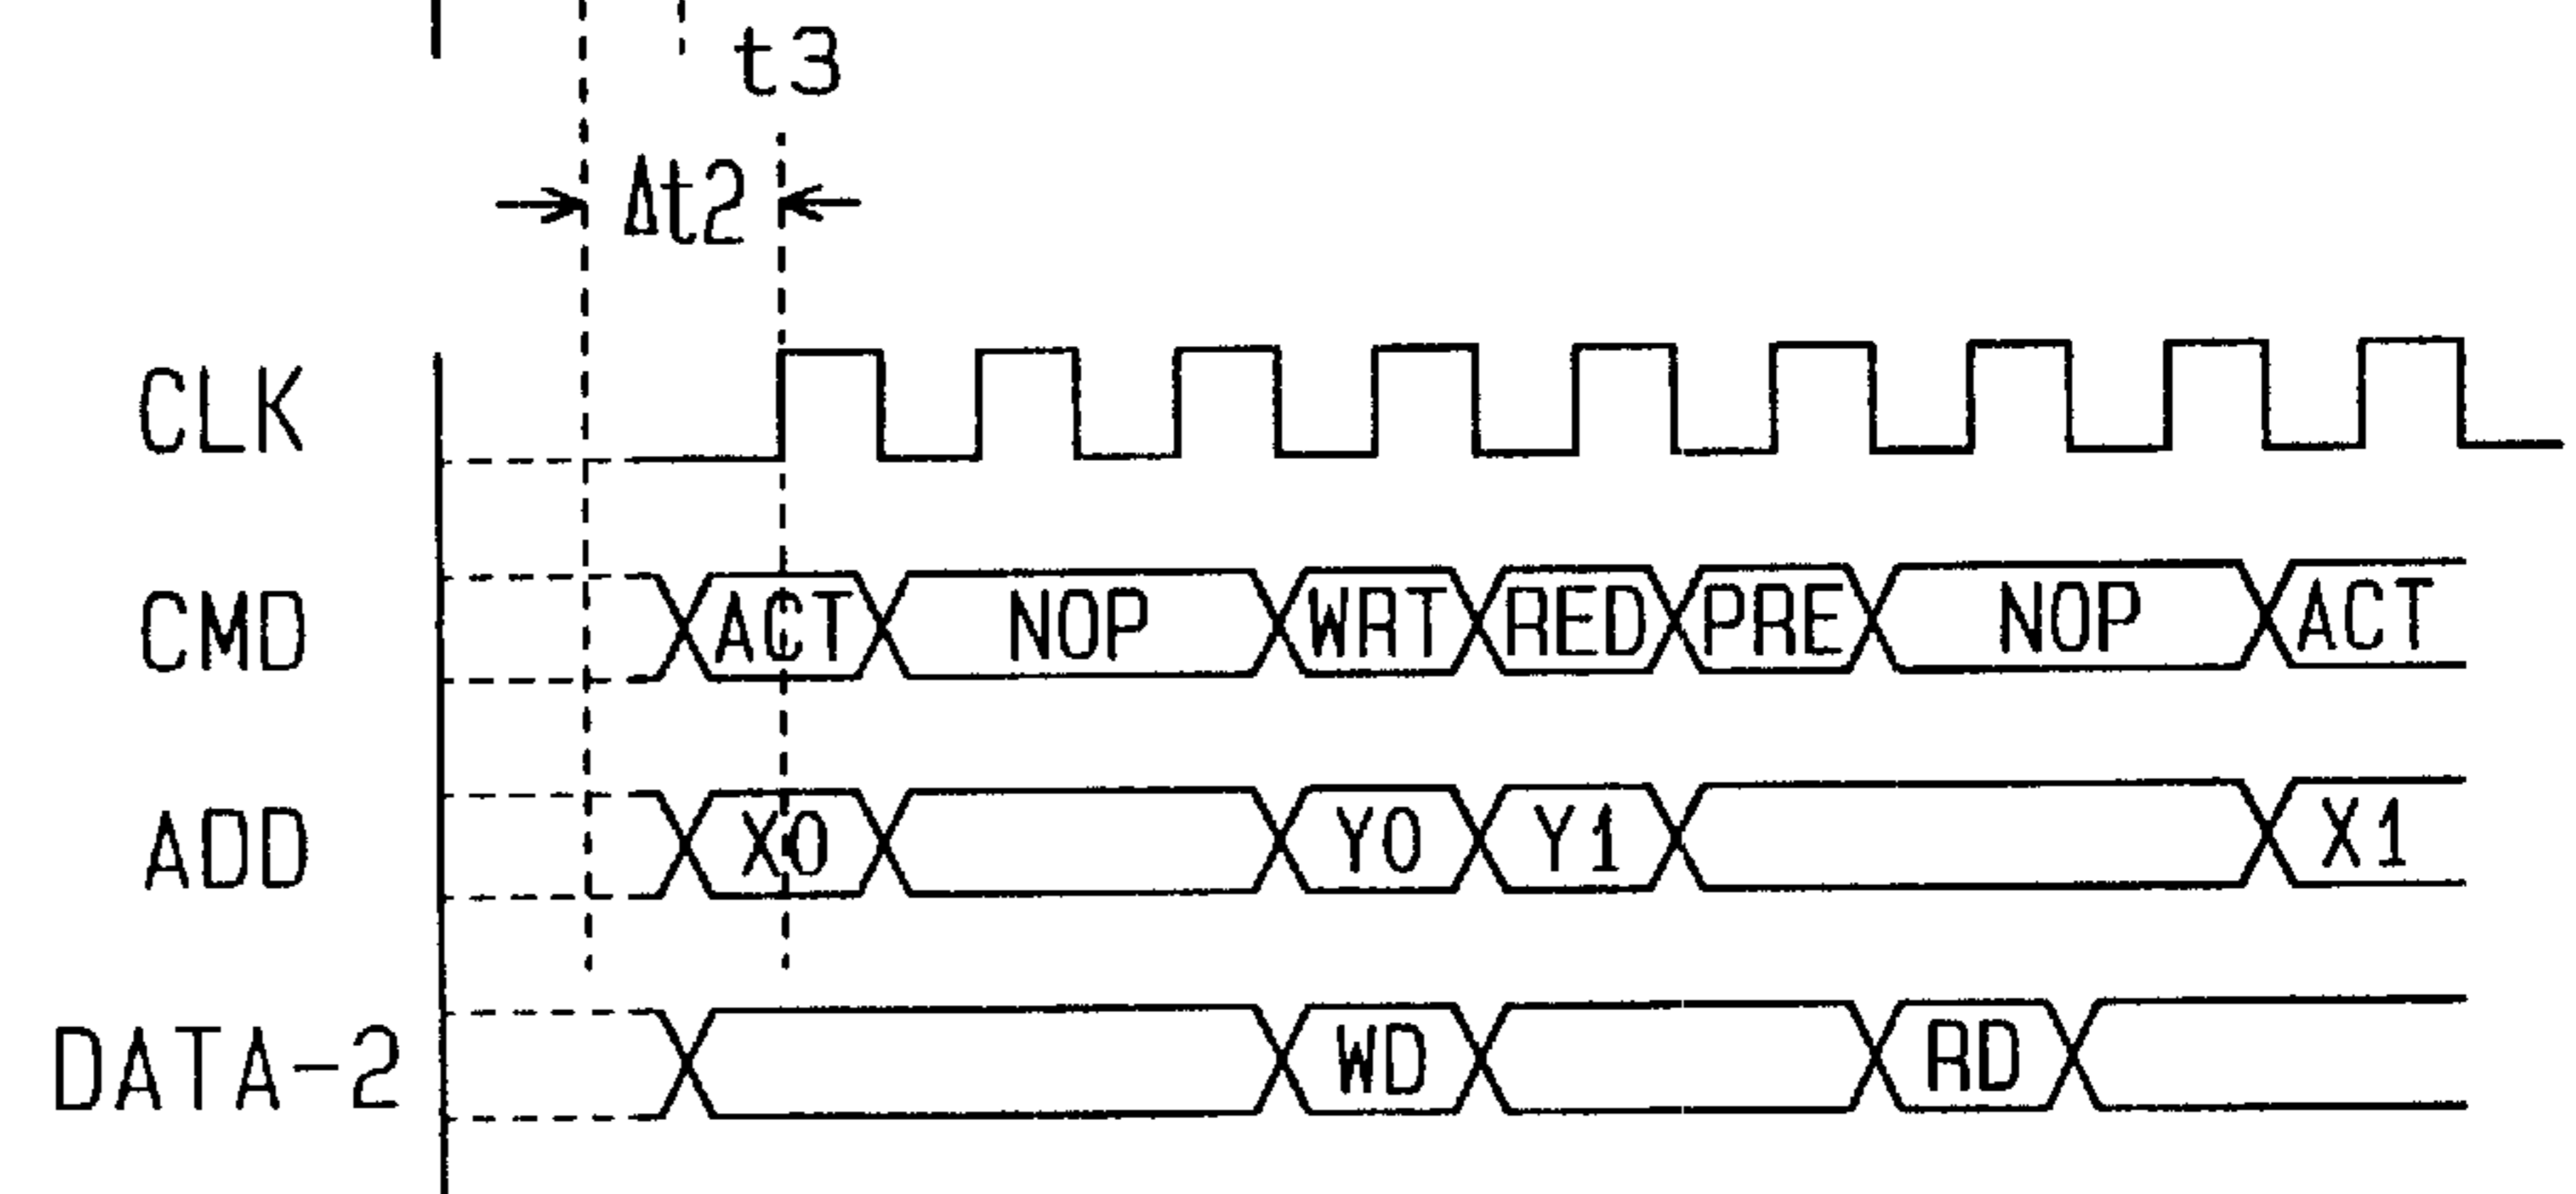 t3
Δt2
CLK
CMD ACT NOP WRT RED PRE NOP ACT
ADD X0 Y0 Y1 X1
DATA-2 WD RD